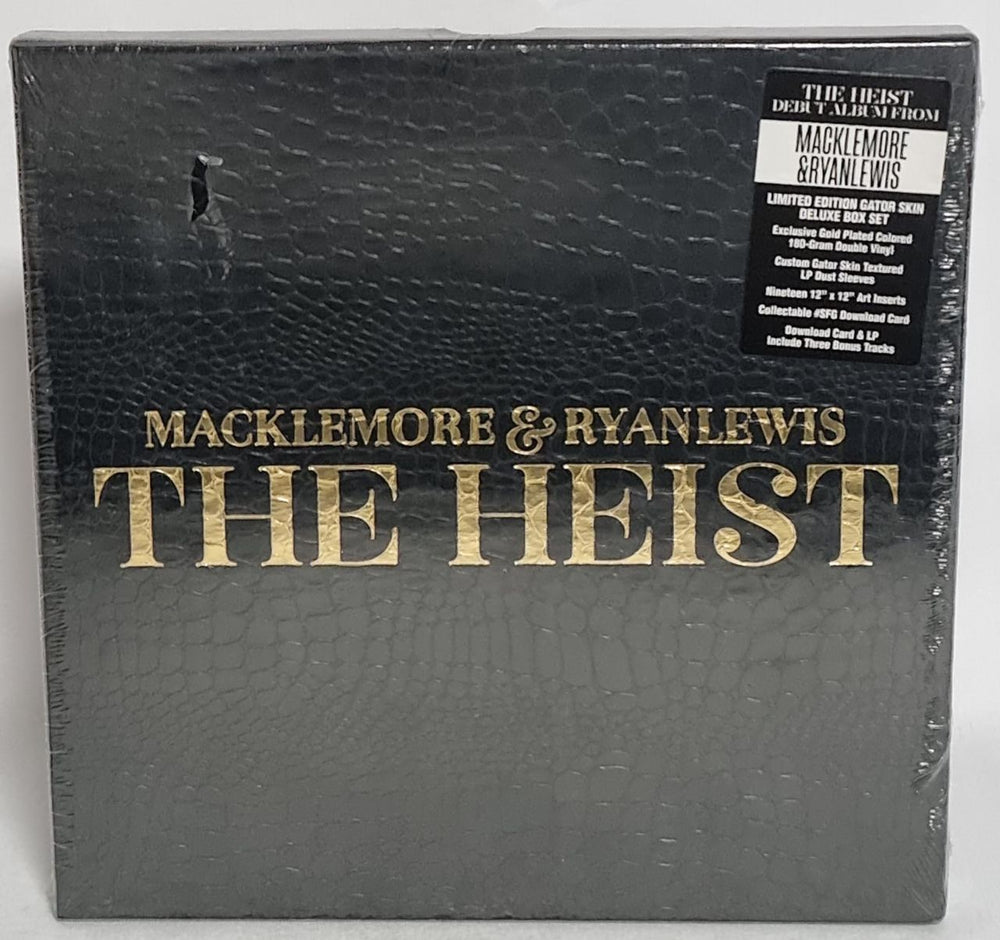 THE HEIST
DEBUT ALBUM FROM
MACKLEMORE
&RYANLEWIS
LIMITED EDITION GATOR SKIN
DELUXE BOX SET
Exclusive Gold Plated Colored
180-Gram Double Vinyl
Custom Gator Skin Textured
LP Dust Sleeves
Nineteen 12" x 12" Art Inserts
Collectable #SFG Download Card
Download Card & LP
Include Three Bonus Tracks
MACKLEMORE & RYAN LEWIS
THE HEIST